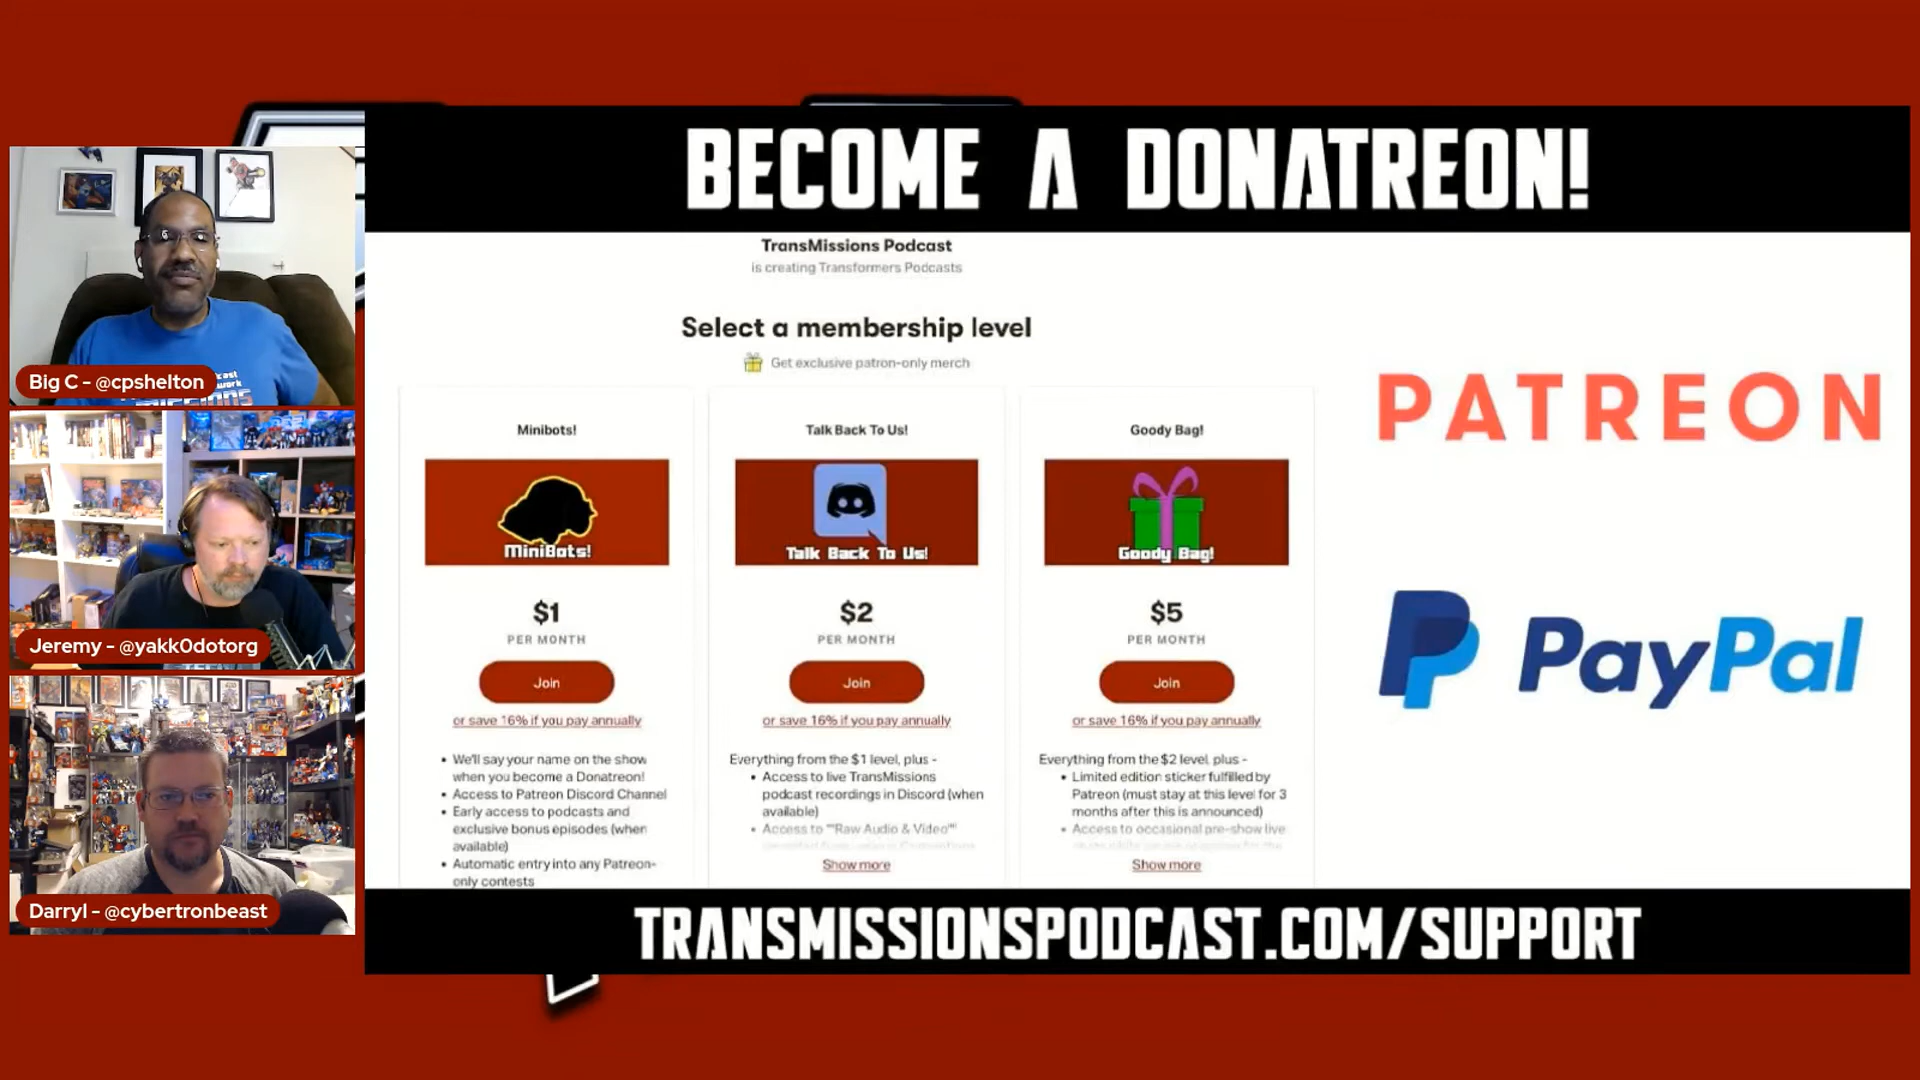 BECOME A DONATREON!
TransMissions Podcast
is creating Transformers Podcasts
Select a membership level
Get exclusive patron-only merch
Minibots!
MiniBots!
$1
PER MONTH
Join
or save 16% if you pay annually
We'll say your name on the show
when you become a Donatreon!
Access to Patreon Discord Channel
Early access to podcasts and
exclusive bonus episodes (when
available)
Automatic entry into any Patreon-
only contests
Talk Back To Us!
Talk Back To Us!
$2
PER MONTH
Join
or save 16% if you pay annually
Everything from the $1 level, plus -
Access to live TransMissions
podcast recordings in Discord (when
available)
Access to ""Raw Audio & Video""
Show more
Goody Bag!
Goody Bag!
$5
PER MONTH
Join
or save 16% if you pay annually
Everything from the $2 level, plus -
Limited edition sticker fulfilled by
Patreon (must stay at this level for 3
months after this is announced)
Access to occasional pre-show live
Show more
PATREON
PayPal
TRANSMISSIONSPODCAST.COM/SUPPORT
Big C - @cpshelton
Jeremy - @yakk0dotorg
Darryl - @cybertronbeast